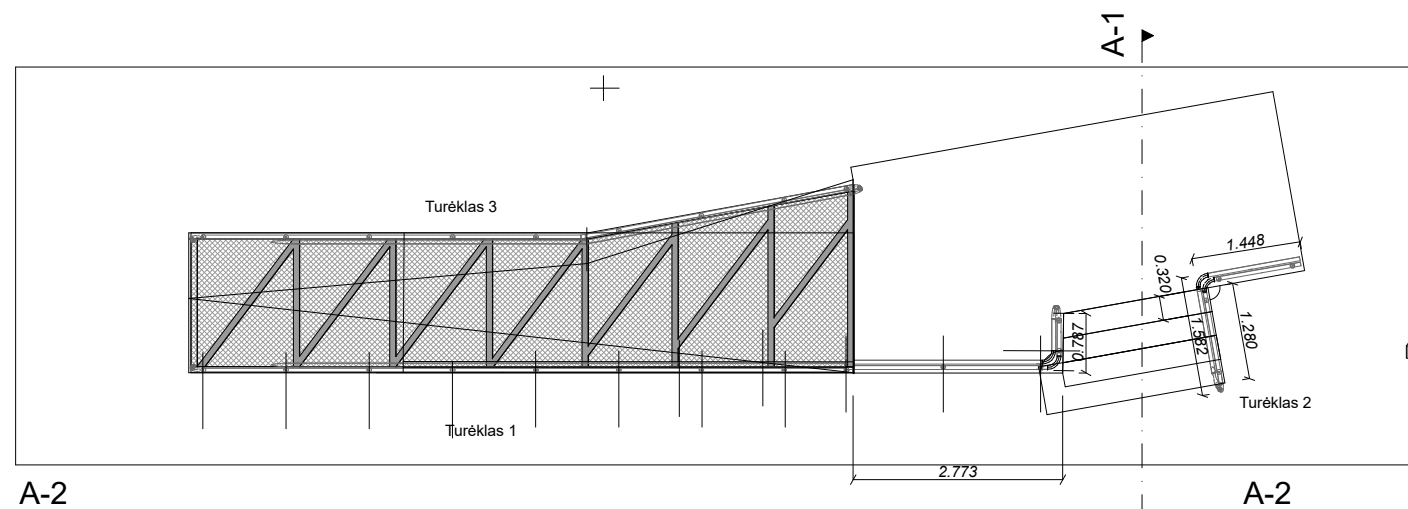 A-1
Turėklas 3
1.448
0.320
0.787
1.582
1.280
Turėklas 2
Turėklas 1
2.773
A-2
A-2